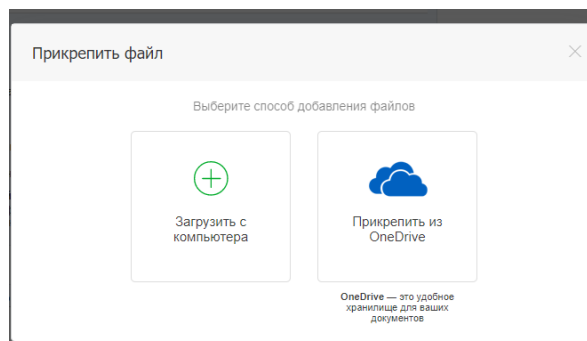 Прикрепить файл
Выберите способ добавления файлов
Загрузить с
компьютера
Прикрепить из
OneDrive
OneDrive — это удобное
хранилище для ваших
документов